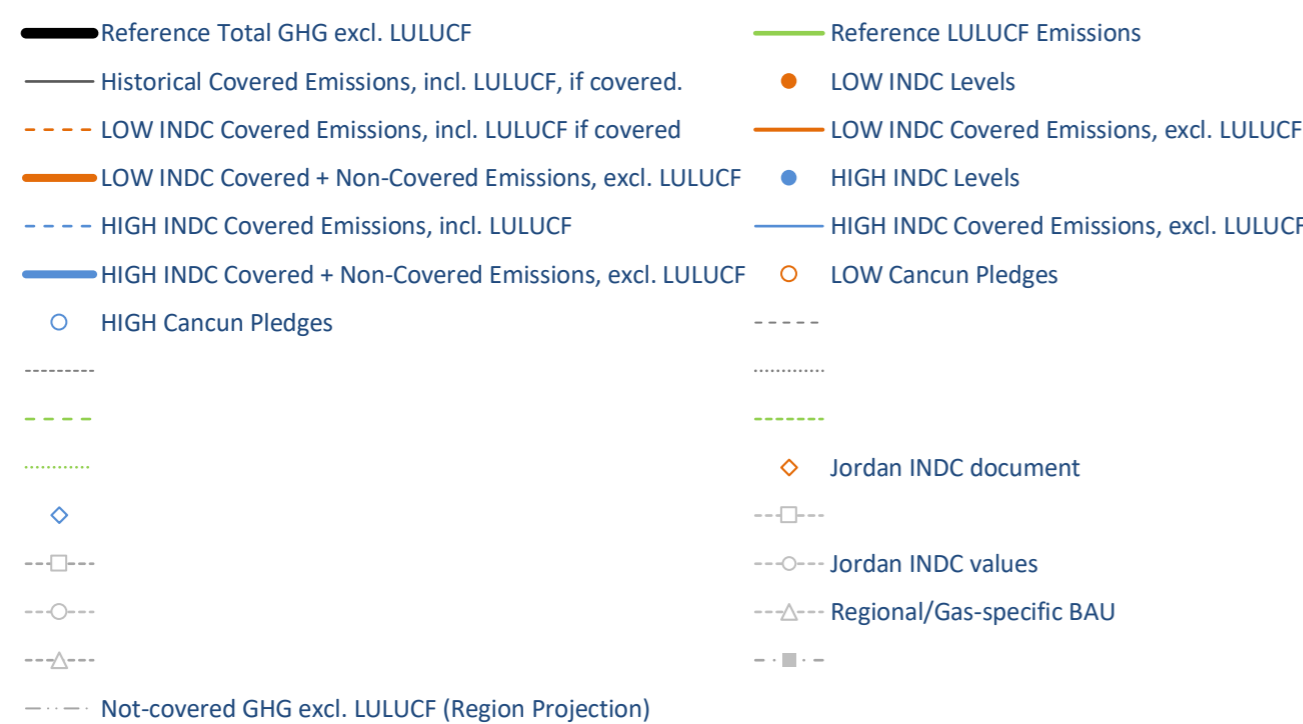 Reference Total GHG excl. LULUCF
Reference LULUCF Emissions
Historical Covered Emissions, incl. LULUCF, if covered.
LOW INDC Levels
LOW INDC Covered Emissions, incl. LULUCF if covered
LOW INDC Covered Emissions, excl. LULUCF
LOW INDC Covered + Non-Covered Emissions, excl. LULUCF
HIGH INDC Levels
HIGH INDC Covered Emissions, incl. LULUCF
HIGH INDC Covered Emissions, excl. LULUCF
HIGH INDC Covered + Non-Covered Emissions, excl. LULUCF
LOW Cancun Pledges
HIGH Cancun Pledges
Jordan INDC document
Jordan INDC values
Regional/Gas-specific BAU
Not-covered GHG excl. LULUCF (Region Projection)